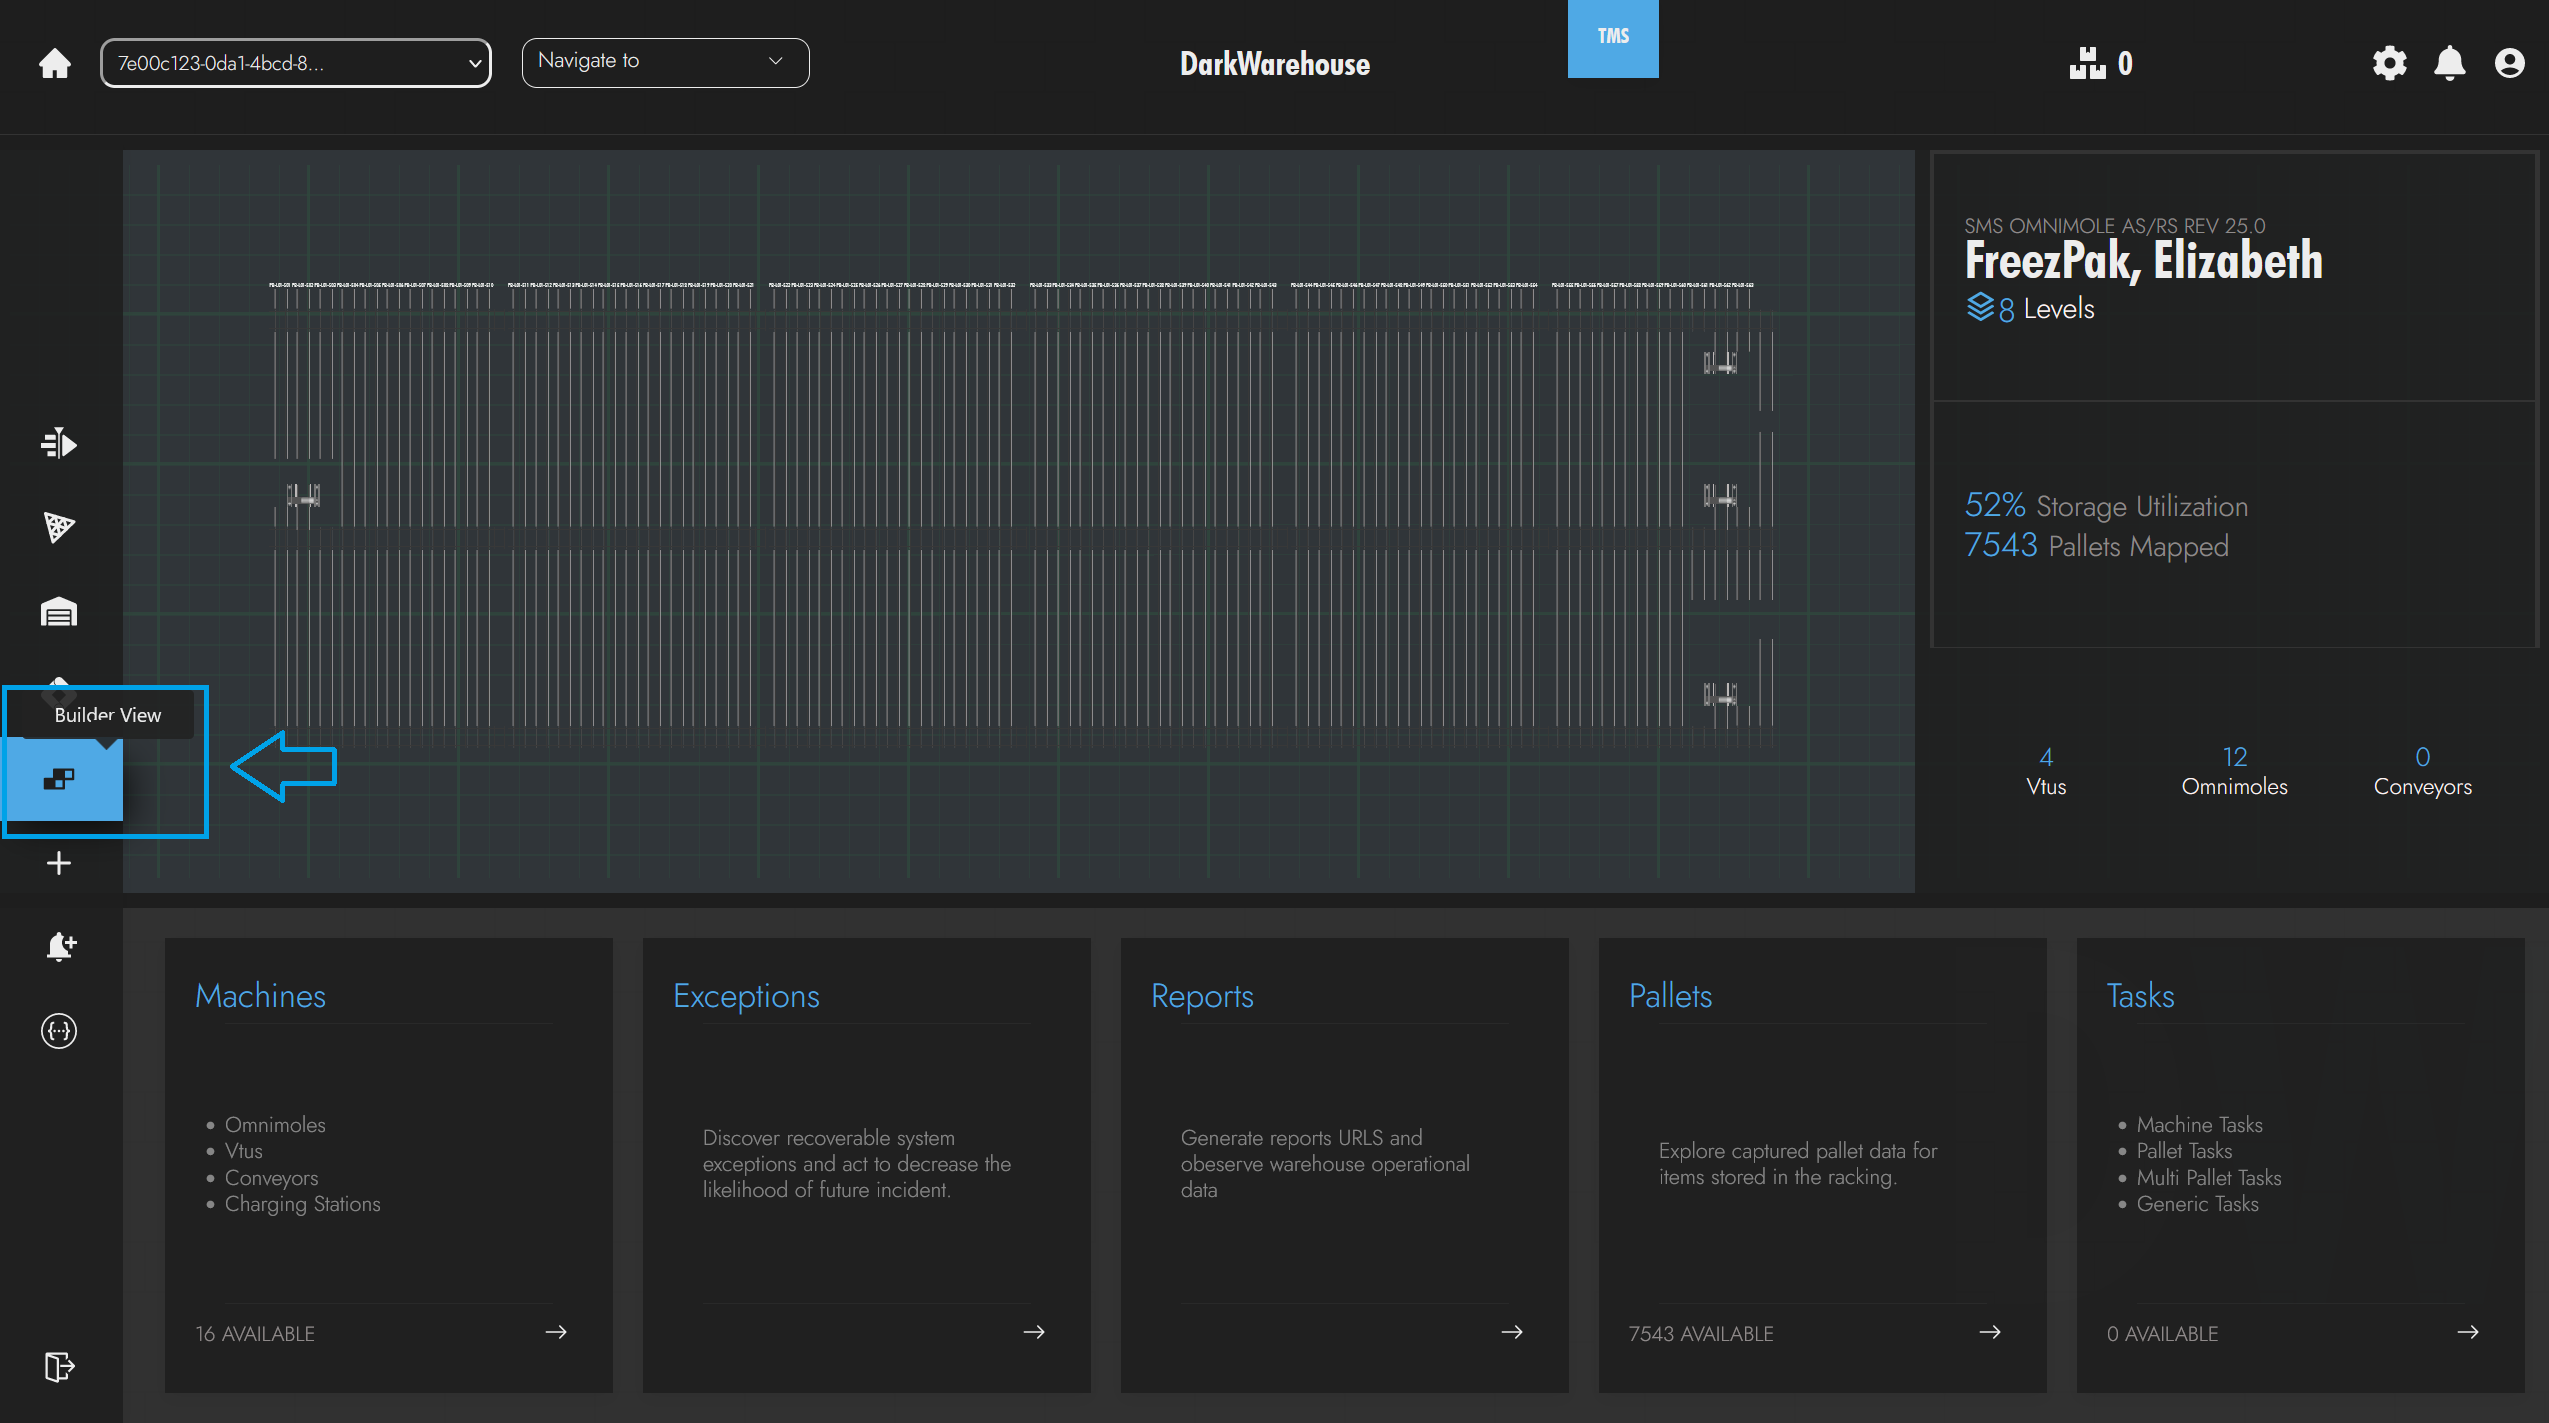 7e00c123-0da1-4bcd-8...
Navigate to
DarkWarehouse
TMS
0
SMS OMNIMOLE AS/RS REV 25.0
FreezPak, Elizabeth
8 Levels
52% Storage Utilization
7543 Pallets Mapped
Builder View
4
Vtus
12
Omnimoles
0
Conveyors
Machines
Omnimoles
Vtus
Conveyors
Charging Stations
16 AVAILABLE
Exceptions
Discover recoverable system
exceptions and act to decrease the
likelihood of future incident.
Reports
Generate reports URLS and
obeserve warehouse operational
data
Pallets
Explore captured pallet data for
items stored in the racking.
7543 AVAILABLE
Tasks
Machine Tasks
Pallet Tasks
Multi Pallet Tasks
Generic Tasks
0 AVAILABLE